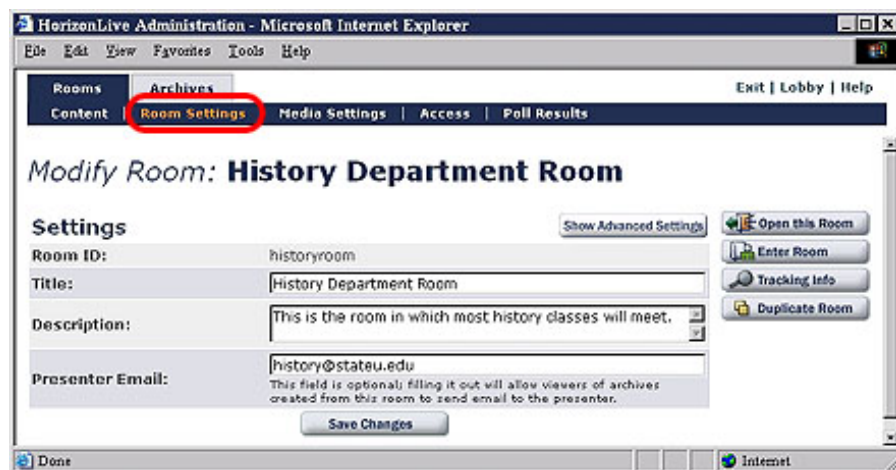 HorizonLive Administration - Microsoft Internet Explorer
File Edit View Favorites Tools Help
Rooms Archives Exit | Lobby | Help
Content | Room Settings | Media Settings | Access | Poll Results
Modify Room: History Department Room
Settings
Show Advanced Settings
Open this Room
Room ID: historyroom
Enter Room
Title: History Department Room
Tracking Info
Description: This is the room in which most history classes will meet.
Duplicate Room
Presenter Email: history@stateu.edu
This field is optional; filling it out will allow viewers of archives
created from this room to send email to the presenter.
Save Changes
Done Internet